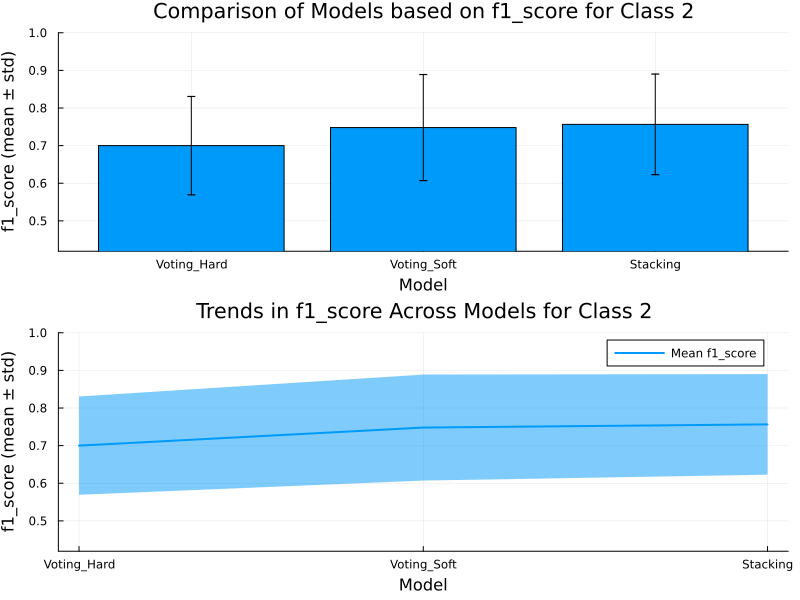 Comparison of Models based on f1_score for Class 2
f1_score (mean ± std)
1.0
0.9
0.8
0.7
0.6
0.5
Voting_Hard
Voting_Soft
Stacking
Model
Trends in f1_score Across Models for Class 2
f1_score (mean ± std)
1.0
0.9
0.8
0.7
0.6
0.5
Mean f1_score
Voting_Hard
Voting_Soft
Stacking
Model